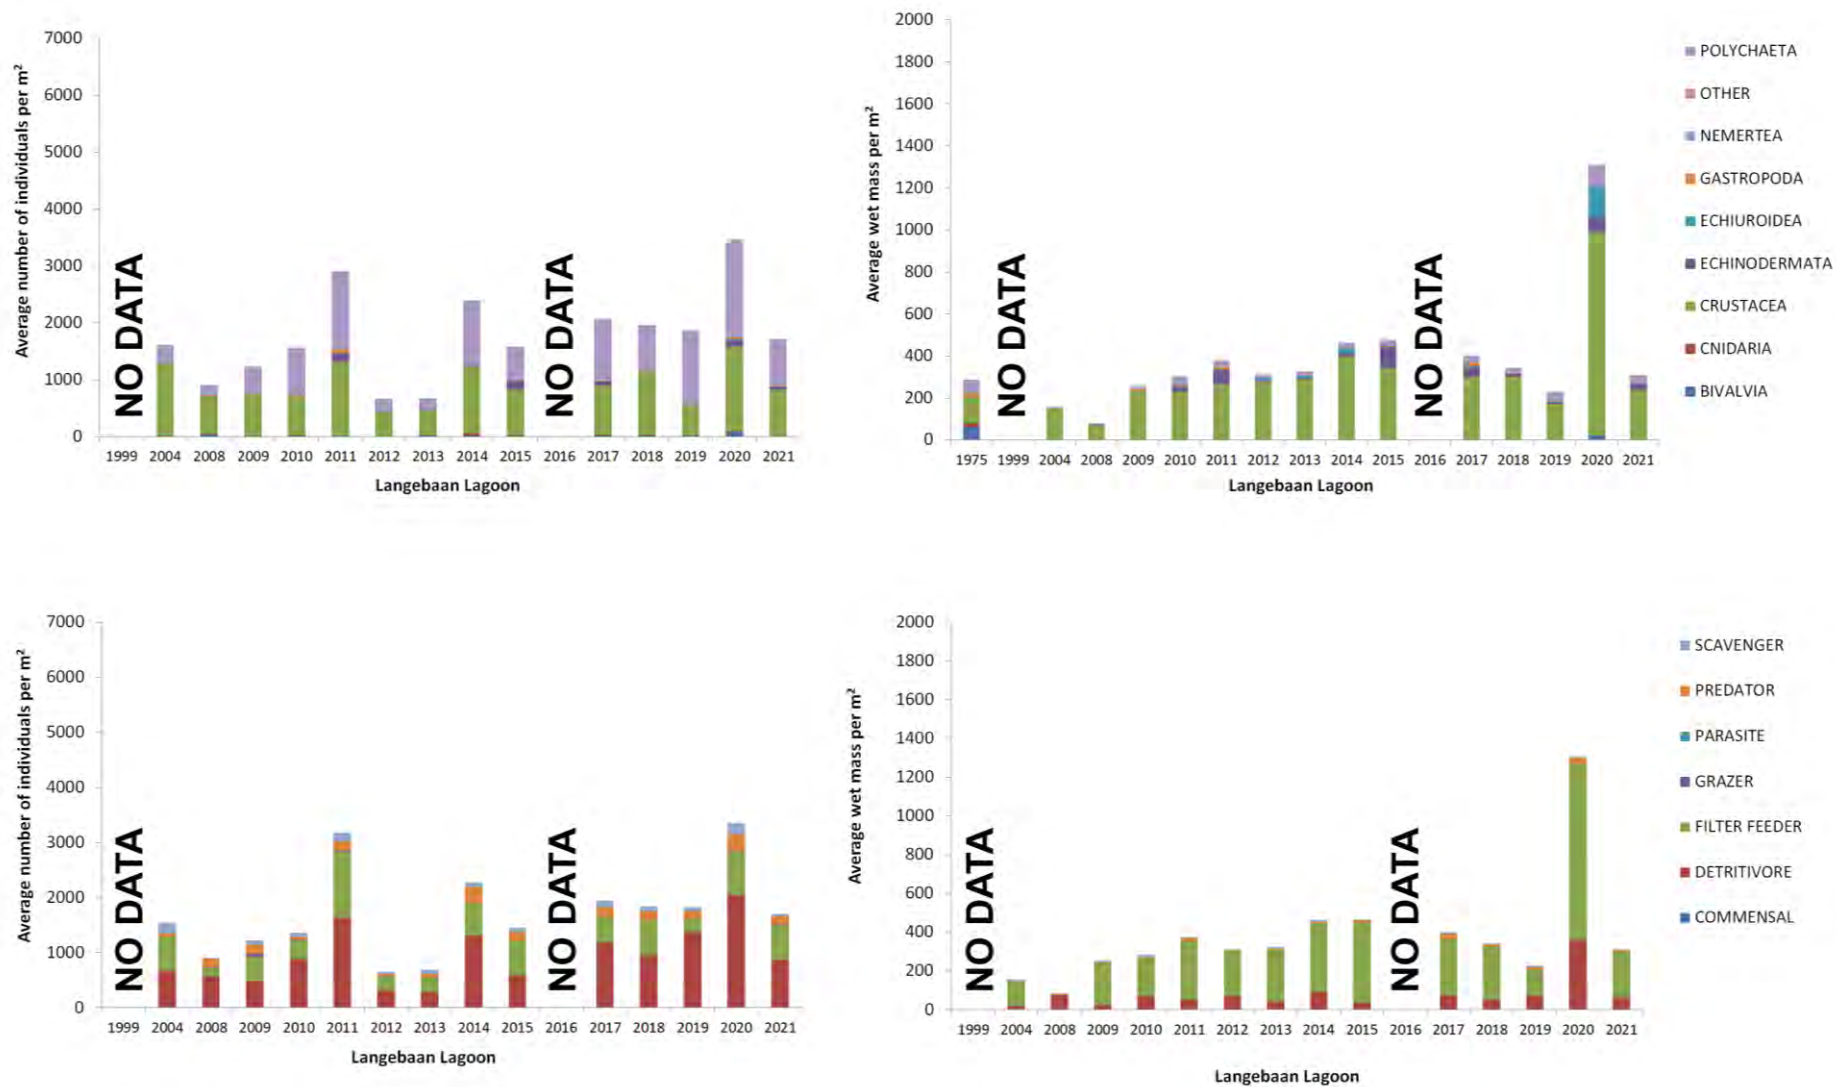 Average number of individuals per m²
7000
6000
5000
4000
3000
2000
1000
0
NO DATA
NO DATA
1999 2004 2008 2009 2010 2011 2012 2013 2014 2015 2016 2017 2018 2019 2020 2021
Langebaan Lagoon
Average wet mass per m²
2000
1800
1600
1400
1200
1000
800
600
400
200
0
NO DATA
NO DATA
1975 1999 2004 2008 2009 2010 2011 2012 2013 2014 2015 2016 2017 2018 2019 2020 2021
Langebaan Lagoon
POLYCHAETA
OTHER
NEMERTEA
GASTROPODA
ECHIUROIDEA
ECHINODERMATA
CRUSTACEA
CNIDARIA
BIVALVIA
Average number of individuals per m²
7000
6000
5000
4000
3000
2000
1000
0
NO DATA
NO DATA
1999 2004 2008 2009 2010 2011 2012 2013 2014 2015 2016 2017 2018 2019 2020 2021
Langebaan Lagoon
Average wet mass per m²
2000
1800
1600
1400
1200
1000
800
600
400
200
0
NO DATA
NO DATA
1999 2004 2008 2009 2010 2011 2012 2013 2014 2015 2016 2017 2018 2019 2020 2021
Langebaan Lagoon
SCAVENGER
PREDATOR
PARASITE
GRAZER
FILTER FEEDER
DETRITIVORE
COMMENSAL